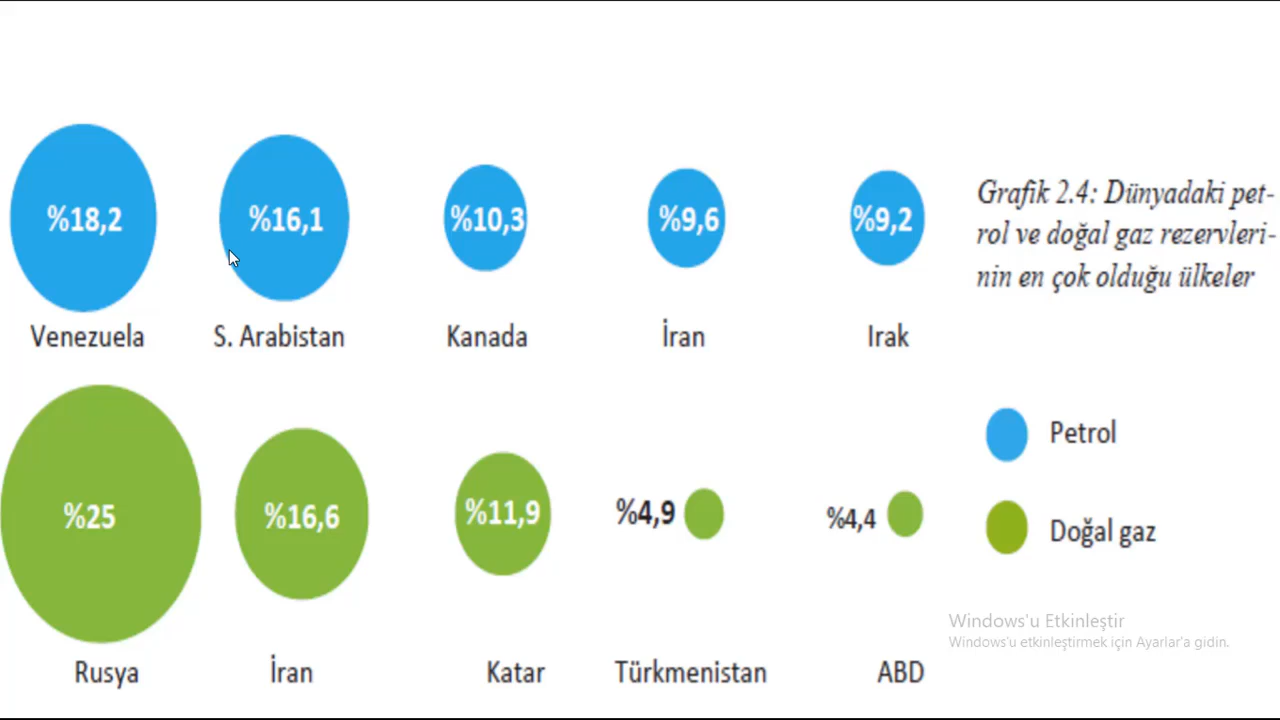 %18,2 %16,1 %10,3 %9,6 %9,2
Venezuela S. Arabistan Kanada İran Irak
Grafik 2.4: Dünyadaki pet-
rol ve doğal gaz rezervleri-
nin en çok olduğu ülkeler
%25 %16,6 %11,9 %4,9 %4,4
Rusya İran Katar Türkmenistan ABD
Petrol
Doğal gaz
Windows'u Etkinleştir
Windows'u etkinleştirmek için Ayarlar'a gidin.